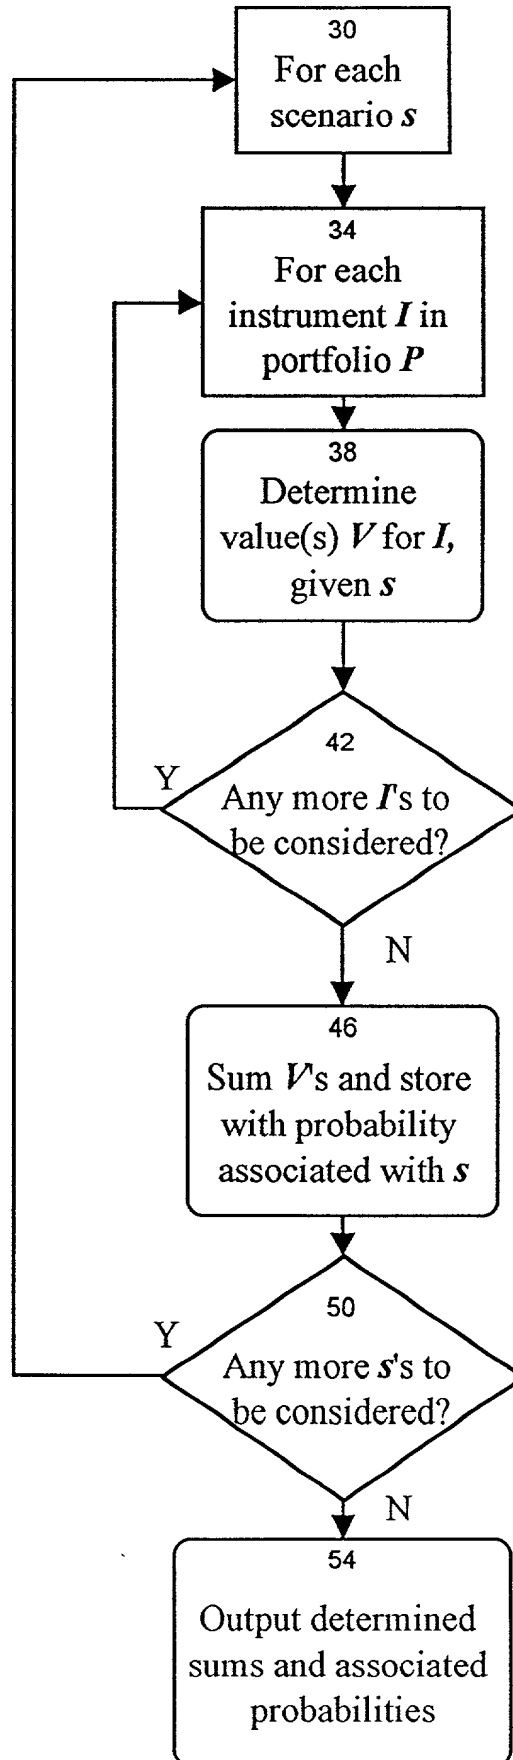 30
For each
scenario s
34
For each
instrument I in
portfolio P
38
Determine
value(s) V for I,
given s
42
Y
Any more I's to
be considered?
N
46
Sum V's and store
with probability
associated with s
50
Y
Any more s's to
be considered?
N
54
Output determined
sums and associated
probabilities